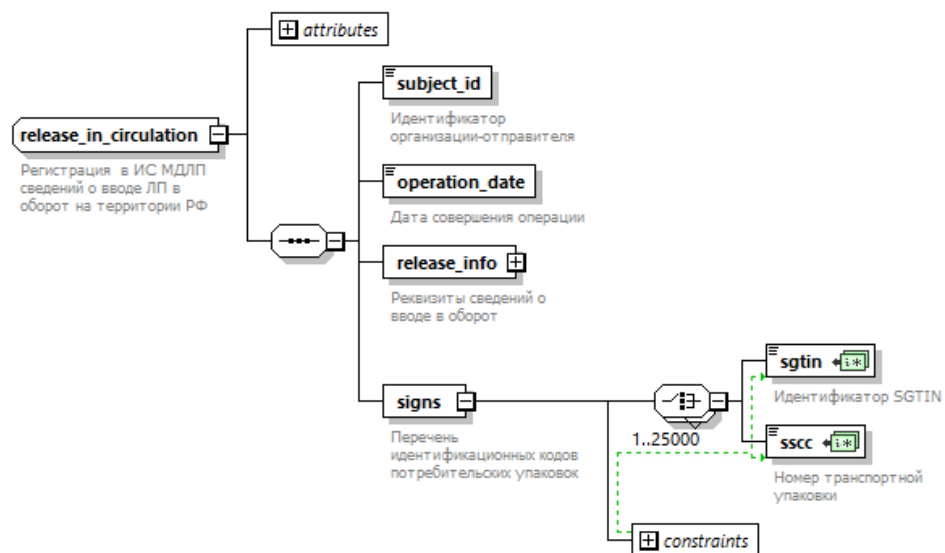 attributes
subject_id
Идентификатор
организации-отправителя
release_in_circulation
Регистрация в ИС МДЛП
сведений о вводе ЛП в
оборот на территории РФ
operation_date
Дата совершения операции
release_info
Реквизиты сведений о
вводе в оборот
signs
Перечень
идентификационных кодов
потребительских упаковок
1..25000
sgtin
Идентификатор SGTIN
sscc
Номер транспортной
упаковки
constraints